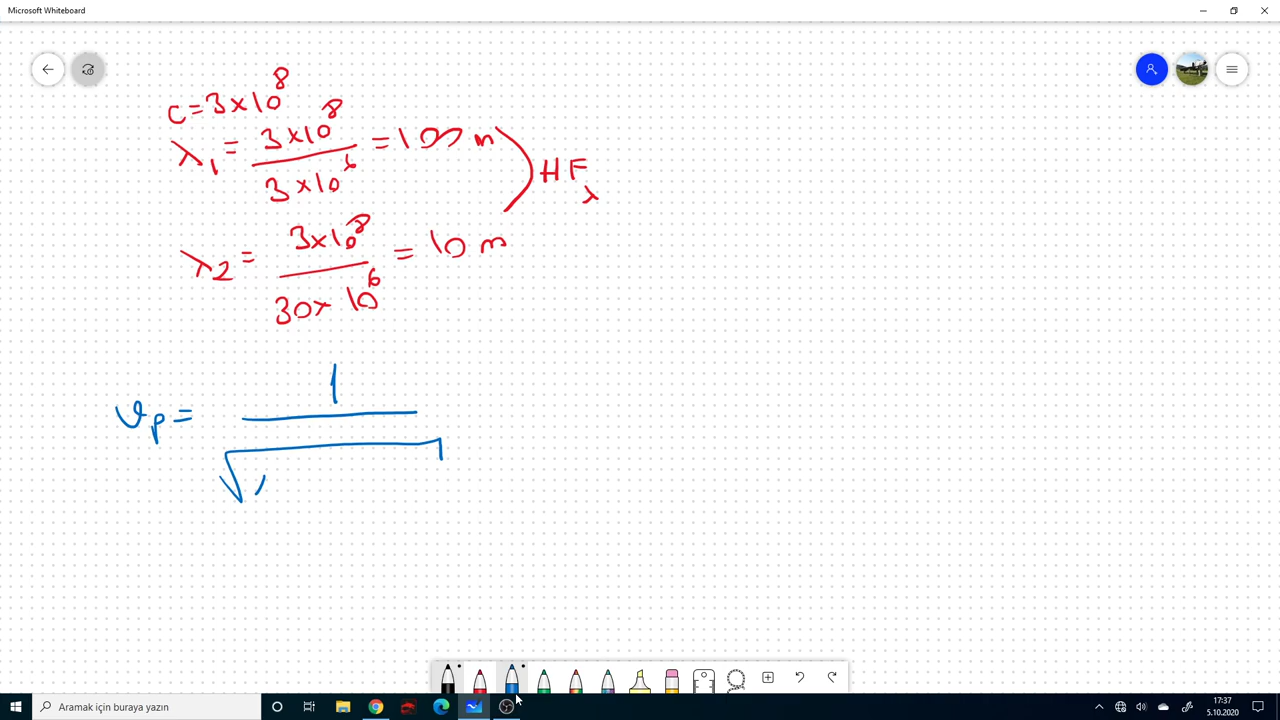 Microsoft Whiteboard
c = 3×10⁸
λ₁ = 3×10⁸ / 3×10⁶ = 100 m
HF
λ
λ₂ = 3×10⁸ / 30×10⁶ = 10 m
𝜗p = 1 / √
Aramak için buraya yazın
17:37
5.10.2020